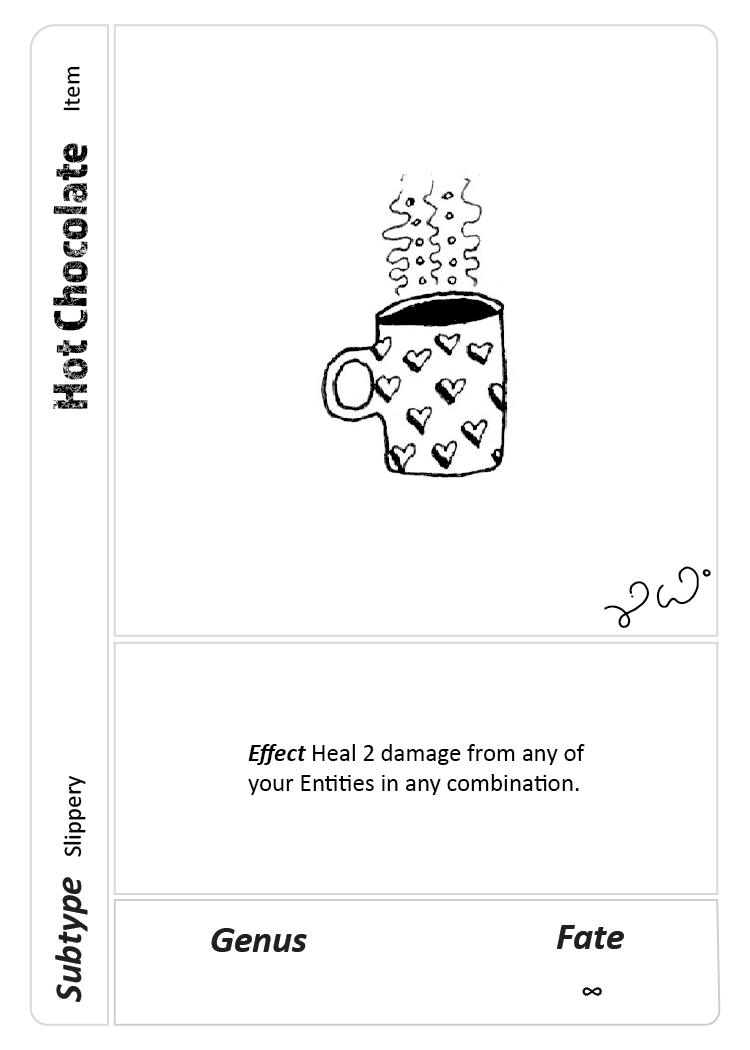 Hot Chocolate Item
Effect Heal 2 damage from any of
your Entities in any combination.
Subtype Slippery
Genus
Fate
∞